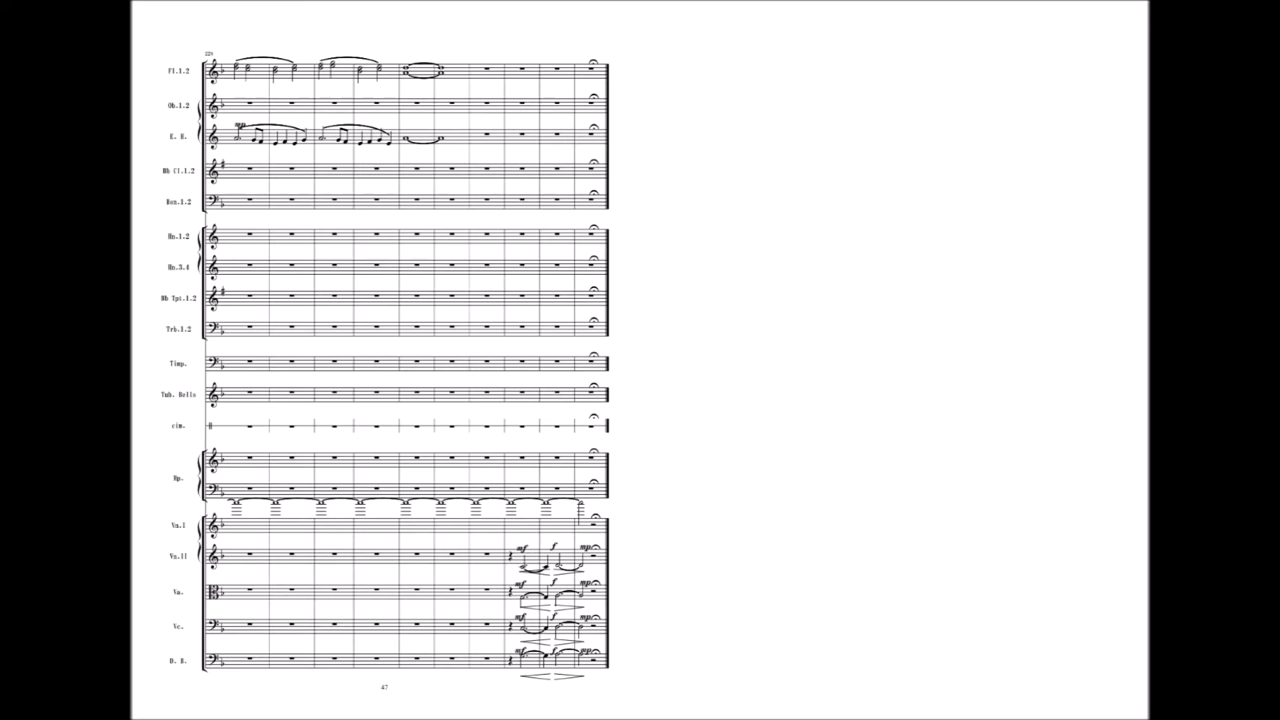 Fl.1.2
Ob.1.2
mp
E. H.
Bb Cl.1.2
Bsn.1.2
Hn.1.2
Hn.3.4
Bb Tpt.1.2
Trb.1.2
Timp.
Tub. Bells
cim.
Hp.
Vn.I
Vn.II
mf f mp
Va.
mf f mp
Vc.
mf f mp
D. B.
mf f mp
47